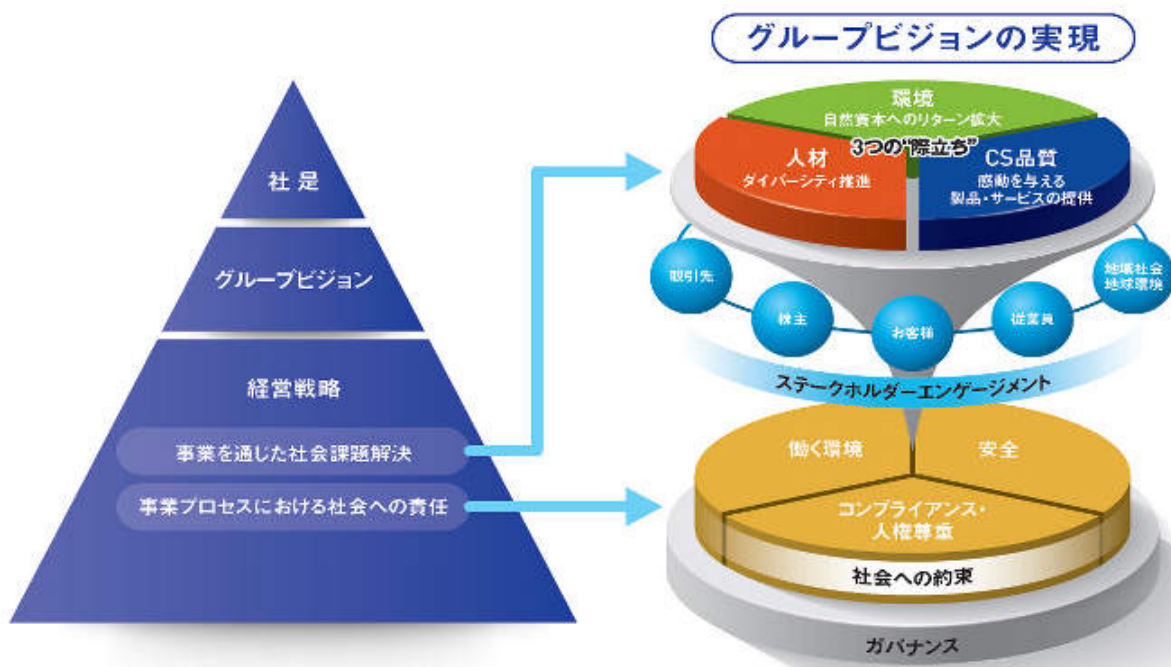 グループビジョンの実現
社是
グループビジョン
経営戦略
事業を通じた社会課題解決
事業プロセスにおける社会への責任
環境
自然資本へのリターン拡大
3つの"際立ち"
人材
ダイバーシティ推進
CS品質
感動を与える
製品・サービスの提供
取引先
株主
お客様
従業員
地域社会
地球環境
ステークホルダーエンゲージメント
働く環境
安全
コンプライアンス・
人権尊重
社会への約束
ガバナンス